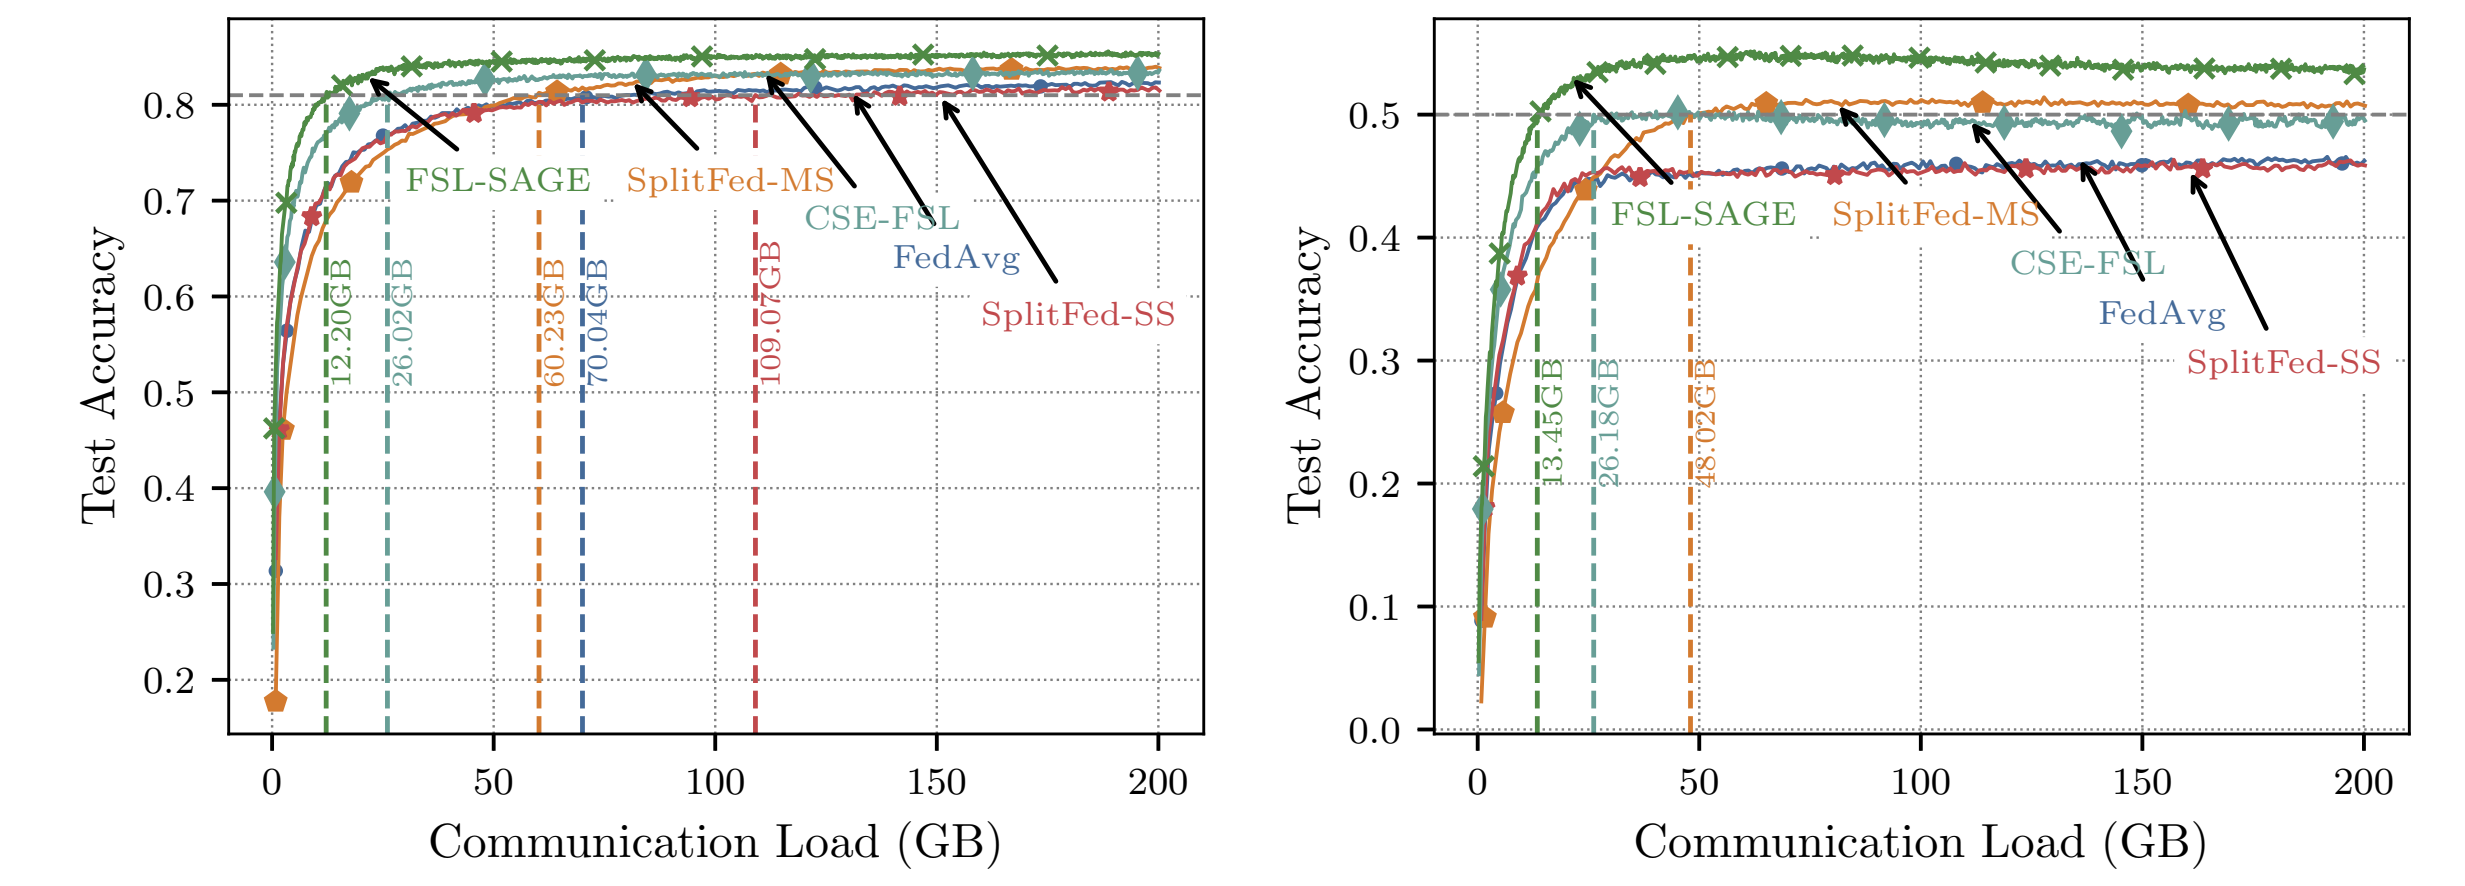 0.8
0.7
0.6
0.5
0.4
0.3
0.2
Test Accuracy
FSL-SAGE
SplitFed-MS
CSE-FSL
FedAvg
SplitFed-SS
12.20GB
26.02GB
60.23GB
70.04GB
109.07GB
0 50 100 150 200
Communication Load (GB)
0.5
0.4
0.3
0.2
0.1
0.0
Test Accuracy
FSL-SAGE
SplitFed-MS
CSE-FSL
FedAvg
SplitFed-SS
13.45GB
26.18GB
48.02GB
0 50 100 150 200
Communication Load (GB)